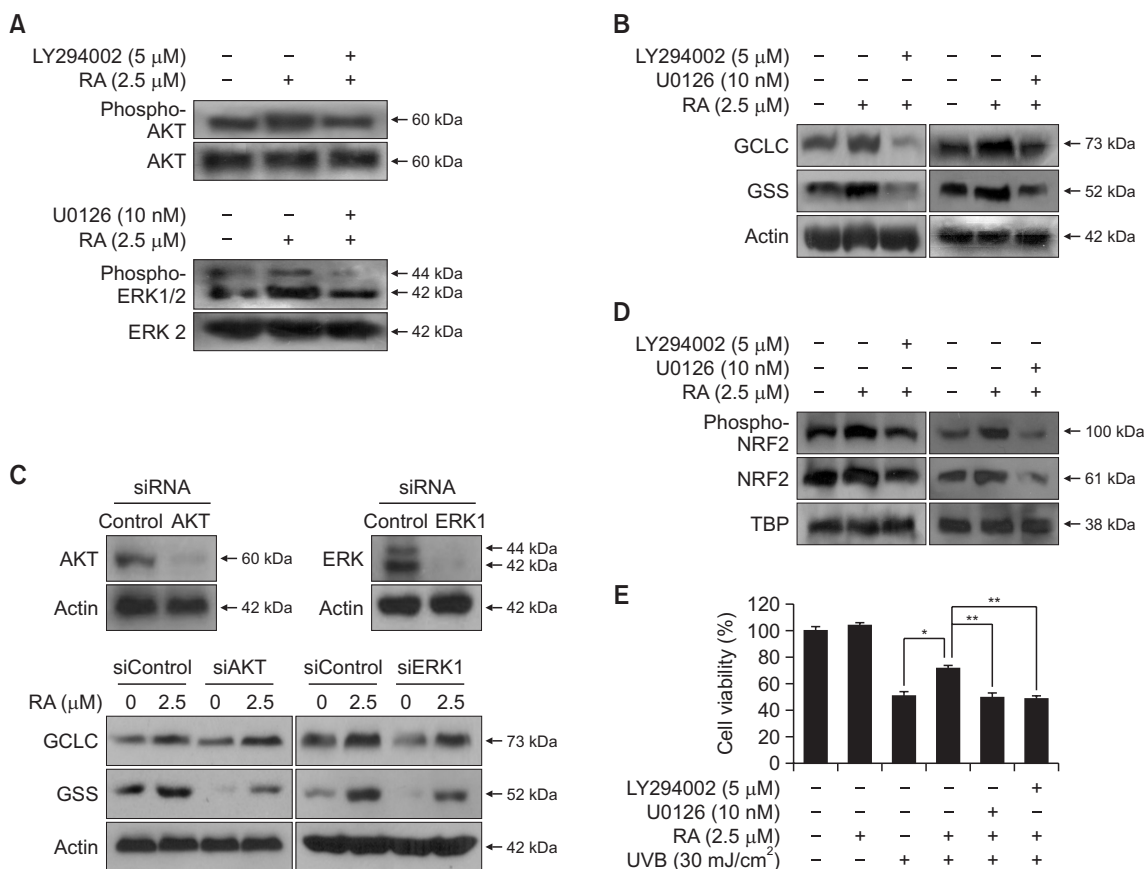 A
LY294002 (5 μM) – – +
RA (2.5 μM) – + +
Phospho-
AKT ← 60 kDa
AKT ← 60 kDa
U0126 (10 nM) – – +
RA (2.5 μM) – + +
Phospho- ← 44 kDa
ERK1/2 ← 42 kDa
ERK 2 ← 42 kDa
B
LY294002 (5 μM) – – + – – –
U0126 (10 nM) – – – – – +
RA (2.5 μM) – + + – + +
GCLC ← 73 kDa
GSS ← 52 kDa
Actin ← 42 kDa
C
siRNA
Control AKT
AKT ← 60 kDa
Actin ← 42 kDa
siRNA
Control ERK1
← 44 kDa
ERK ← 42 kDa
Actin ← 42 kDa
siControl siAKT siControl siERK1
RA (μM) 0 2.5 0 2.5 0 2.5 0 2.5
GCLC ← 73 kDa
GSS ← 52 kDa
Actin ← 42 kDa
D
LY294002 (5 μM) – – + – – –
U0126 (10 nM) – – – – – +
RA (2.5 μM) – + + – + +
Phospho-
NRF2 ← 100 kDa
NRF2 ← 61 kDa
TBP ← 38 kDa
E
Cell viability (%)
120
100
80
60
40
20
0
* ** **
LY294002 (5 μM) – – – – – +
U0126 (10 nM) – – – – + –
RA (2.5 μM) – + – + + +
UVB (30 mJ/cm²) – – + + + +